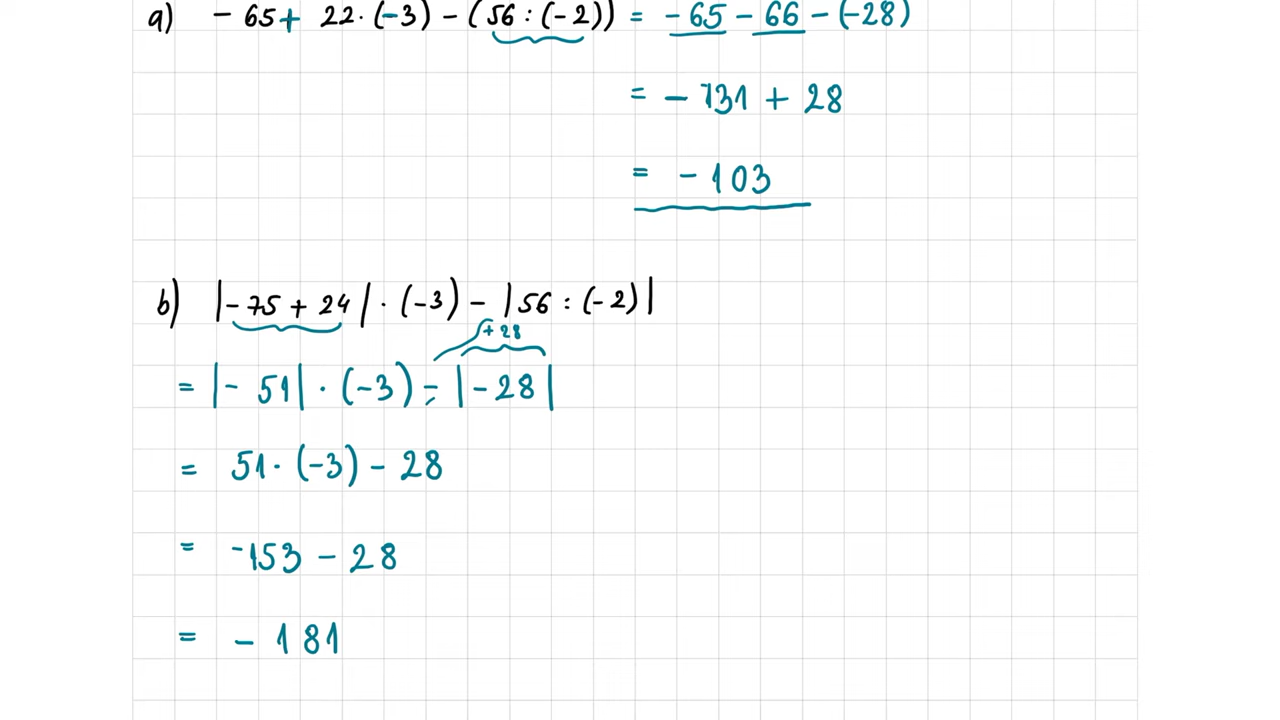 a) - 65 + 22 · (-3) - (56 : (-2)) = - 65 - 66 - (-28)
= - 131 + 28
= - 103
b) |- 75 + 24| · (-3) - |56 : (-2)|
+ 28
= |- 51| · (-3) - |- 28|
= 51 · (-3) - 28
= -153 - 28
= - 181